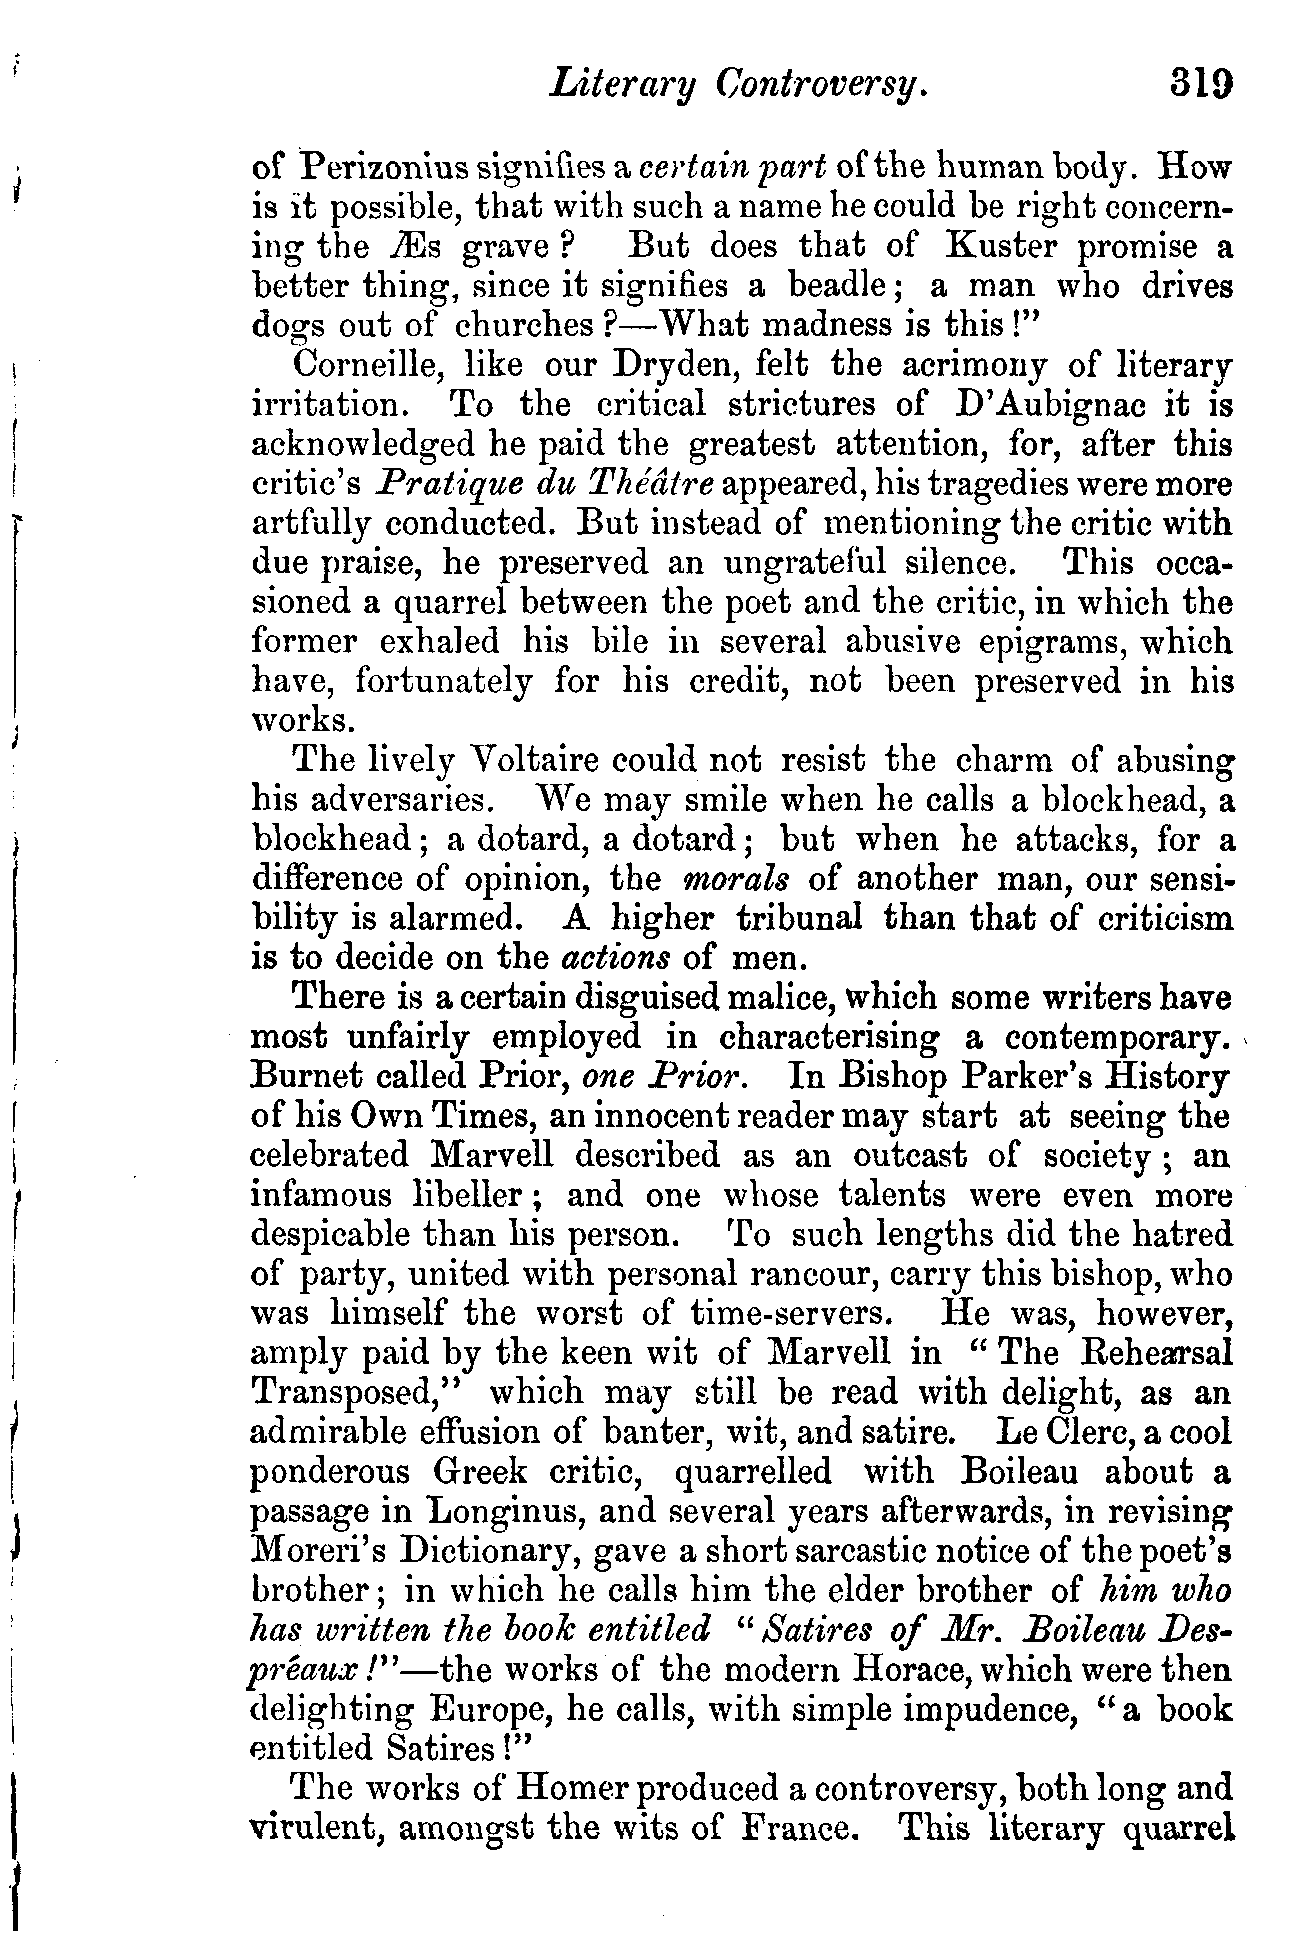 Literary Controversy. 319
of Perizonius signifies a certain part of the human body. How
is it possible, that with such a name he could be right concern-
ing the Æs grave ? But does that of Kuster promise a
better thing, since it signifies a beadle ; a man who drives
dogs out of churches ?—What madness is this !”
Corneille, like our Dryden, felt the acrimony of literary
irritation. To the critical strictures of D’Aubignac it is
acknowledged he paid the greatest attention, for, after this
critic’s Pratique du Théâtre appeared, his tragedies were more
artfully conducted. But instead of mentioning the critic with
due praise, he preserved an ungrateful silence. This occa-
sioned a quarrel between the poet and the critic, in which the
former exhaled his bile in several abusive epigrams, which
have, fortunately for his credit, not been preserved in his
works.
The lively Voltaire could not resist the charm of abusing
his adversaries. We may smile when he calls a blockhead, a
blockhead ; a dotard, a dotard ; but when he attacks, for a
difference of opinion, the morals of another man, our sensi-
bility is alarmed. A higher tribunal than that of criticism
is to decide on the actions of men.
There is a certain disguised malice, which some writers have
most unfairly employed in characterising a contemporary.
Burnet called Prior, one Prior. In Bishop Parker’s History
of his Own Times, an innocent reader may start at seeing the
celebrated Marvell described as an outcast of society ; an
infamous libeller ; and one whose talents were even more
despicable than his person. To such lengths did the hatred
of party, united with personal rancour, carry this bishop, who
was himself the worst of time-servers. He was, however,
amply paid by the keen wit of Marvell in “ The Rehearsal
Transposed,” which may still be read with delight, as an
admirable effusion of banter, wit, and satire. Le Clerc, a cool
ponderous Greek critic, quarrelled with Boileau about a
passage in Longinus, and several years afterwards, in revising
Moreri’s Dictionary, gave a short sarcastic notice of the poet’s
brother ; in which he calls him the elder brother of him who
has written the book entitled “ Satires of Mr. Boileau Des-
préaux !”—the works of the modern Horace, which were then
delighting Europe, he calls, with simple impudence, “ a book
entitled Satires !”
The works of Homer produced a controversy, both long and
virulent, amongst the wits of France. This literary quarrel